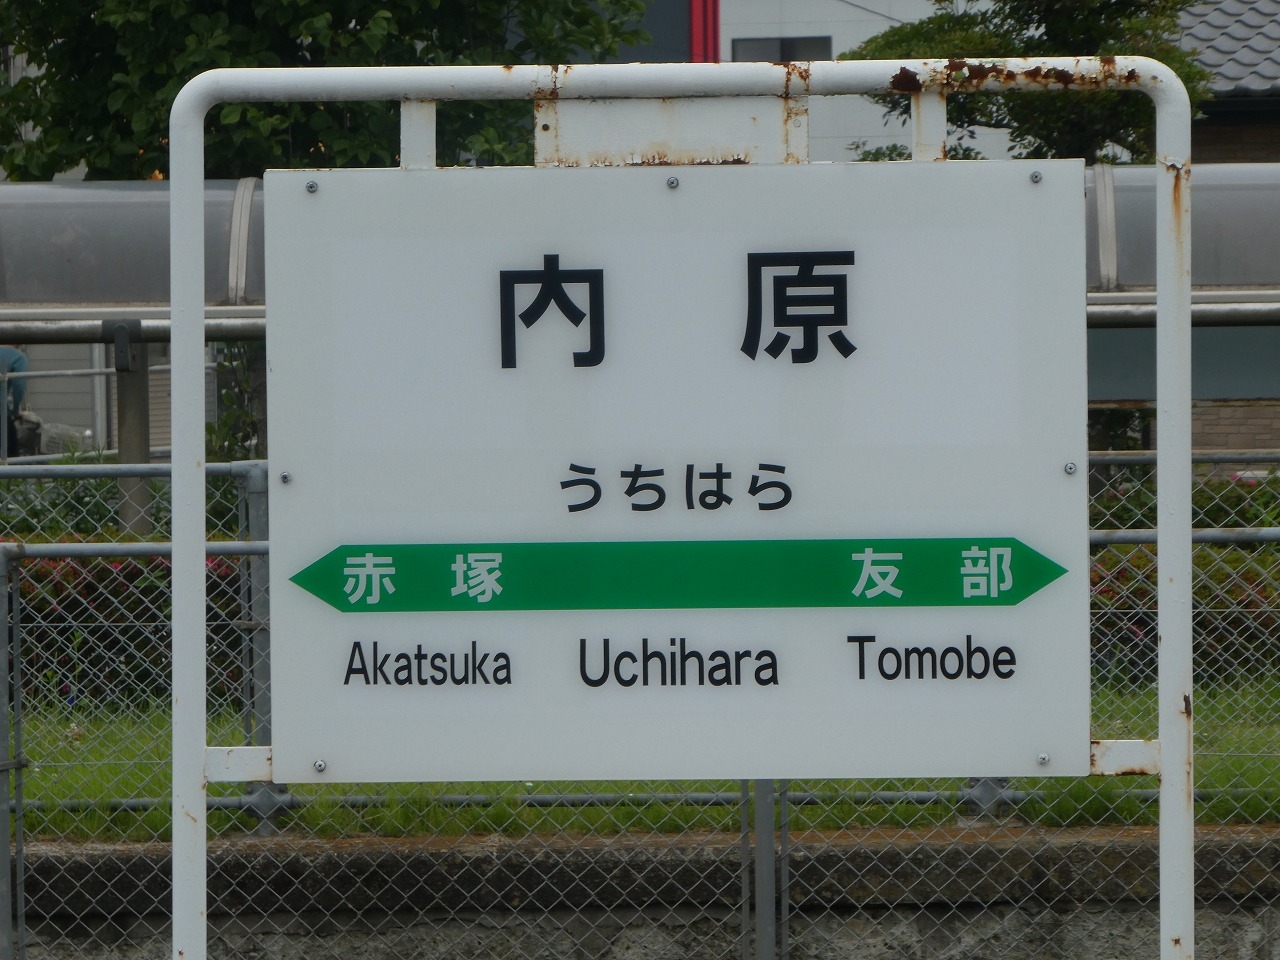 内 原
うちはら
赤 塚 友 部
Akatsuka Uchihara Tomobe